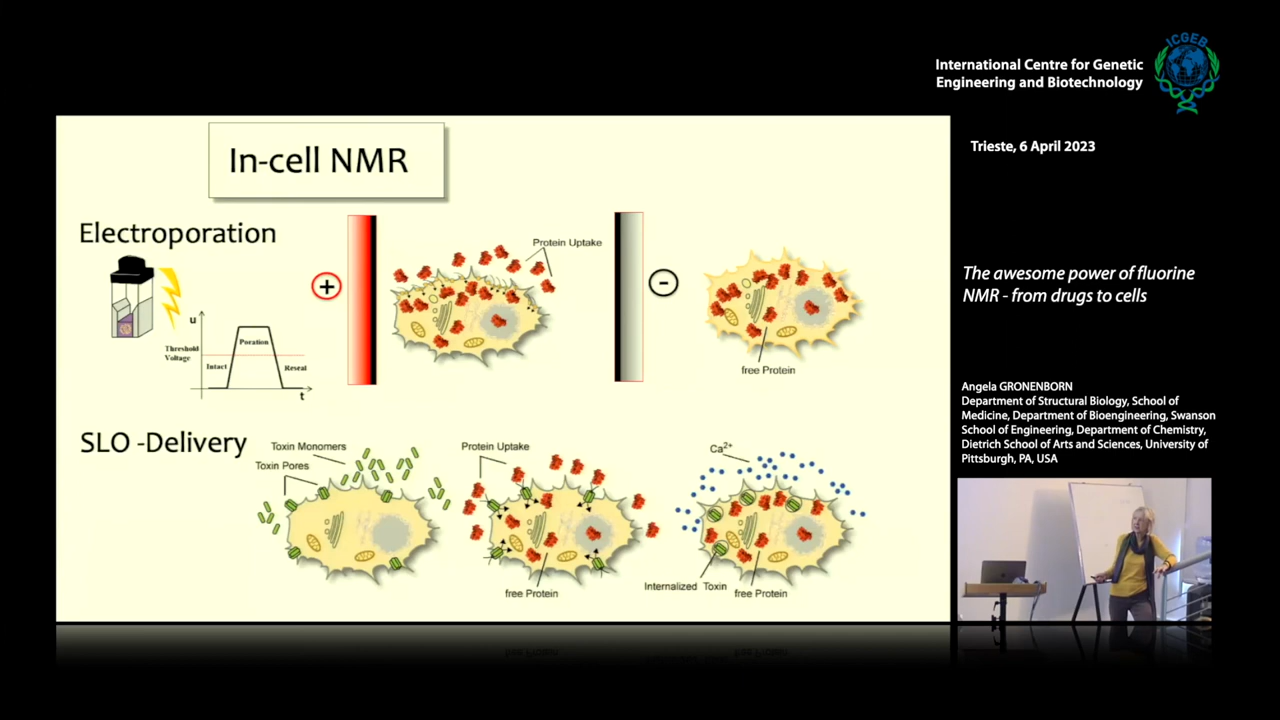 ICGEB
International Centre for Genetic
Engineering and Biotechnology
Trieste, 6 April 2023
The awesome power of fluorine
NMR - from drugs to cells
Angela GRONENBORN
Department of Structural Biology, School of
Medicine, Department of Bioengineering, Swanson
School of Engineering, Department of Chemistry,
Dietrich School of Arts and Sciences, University of
Pittsburgh, PA, USA
In-cell NMR
Electroporation
+
Protein Uptake
-
u
Threshold
Voltage
Poration
Intact
Reseal
t
free Protein
SLO -Delivery
Toxin Monomers
Toxin Pores
Protein Uptake
free Protein
Ca²⁺
Internalized Toxin
free Protein